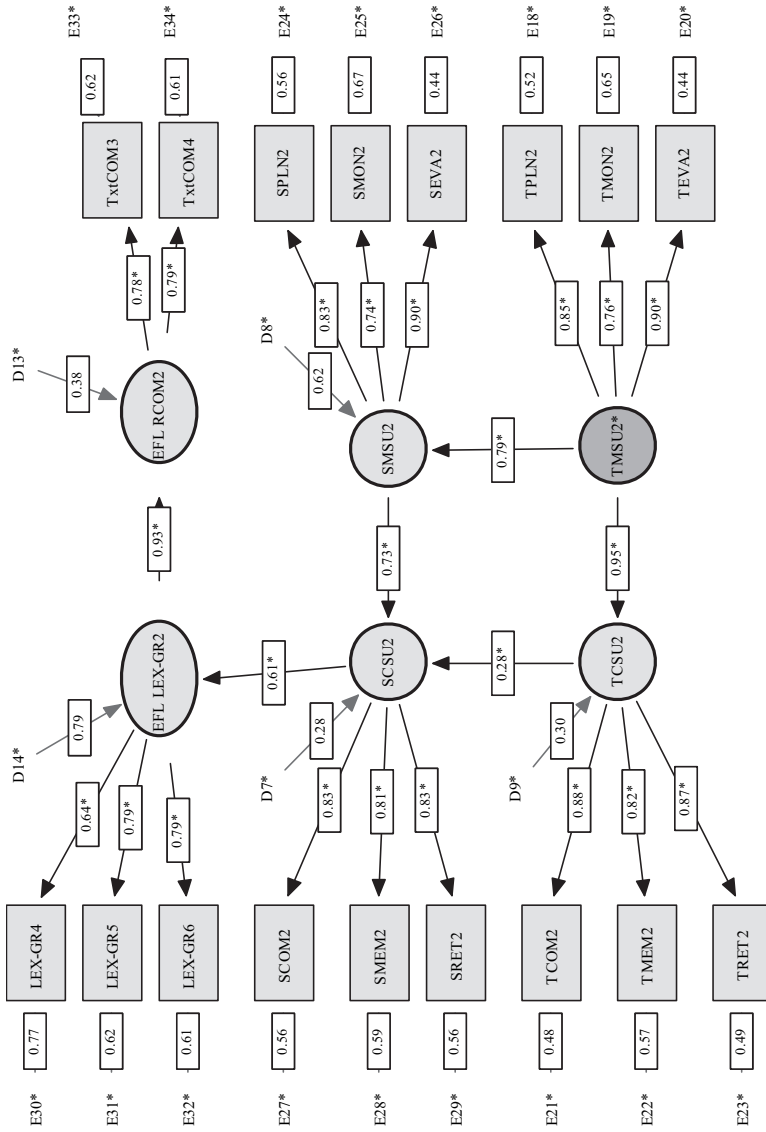 E23*
E22*
E21*
E29*
E28*
E27*
E32*
E31*
E30*
0.49
0.57
0.48
0.56
0.59
0.56
0.61
0.62
0.77
TRET2
TMEM2
TCOM2
SRET2
SMEM2
SCOM2
LEX-GR6
LEX-GR5
LEX-GR4
0.87*
0.82*
0.88*
0.83*
0.81*
0.83*
0.79*
0.79*
0.64*
D9*
0.30
D7*
0.28
D14*
0.79
TCSU2
0.28*
SCSU2
0.61*
EFL LEX-GR2
0.95*
0.73*
0.93*
TMSU2*
0.79*
SMSU2
EFL RCOM2
0.62
D8*
0.38
D13*
0.90*
0.76*
0.85*
0.90*
0.74*
0.83*
0.79*
0.78*
TEVA2
TMON2
TPLN2
SEVA2
SMON2
SPLN2
TxtCOM4
TxtCOM3
0.44
0.65
0.52
0.44
0.67
0.56
0.61
0.62
E20*
E19*
E18*
E26*
E25*
E24*
E34*
E33*